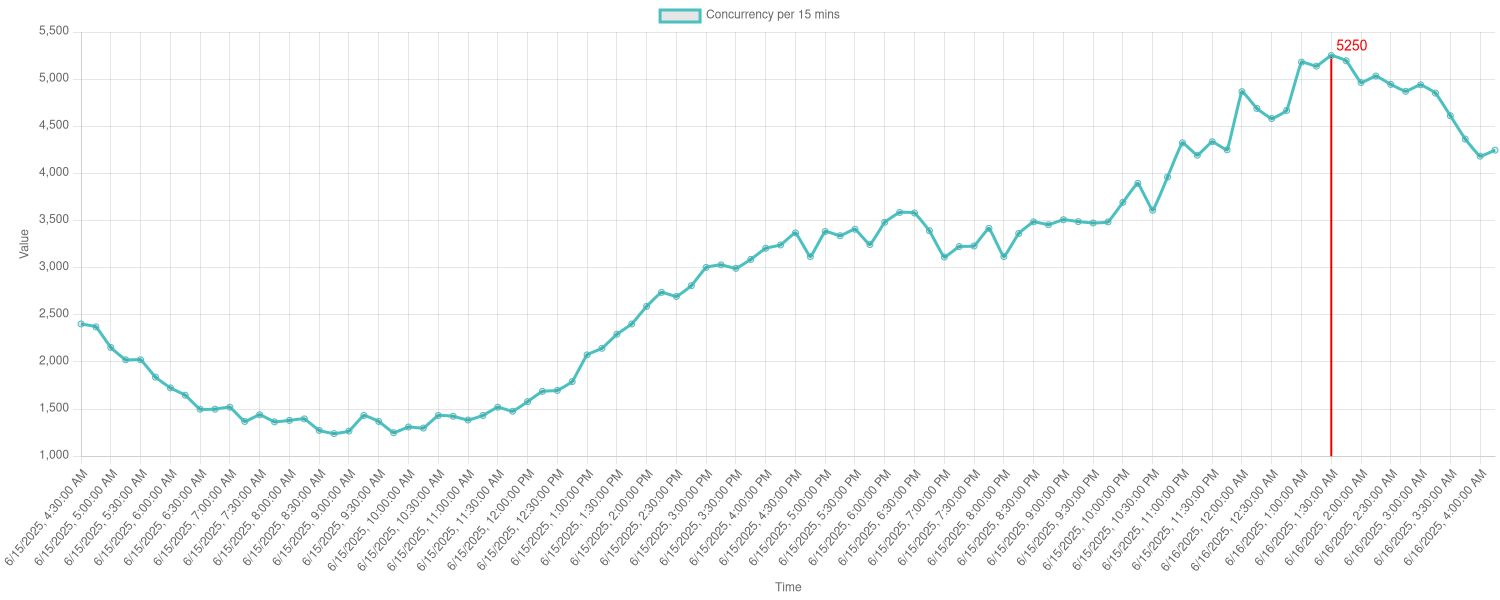 Concurrency per 15 mins
5,500
5,000
4,500
4,000
3,500
3,000
2,500
2,000
1,500
1,000
Value
5250
6/15/2025, 4:30:00 AM
6/15/2025, 5:00:00 AM
6/15/2025, 5:30:00 AM
6/15/2025, 6:00:00 AM
6/15/2025, 6:30:00 AM
6/15/2025, 7:00:00 AM
6/15/2025, 7:30:00 AM
6/15/2025, 8:00:00 AM
6/15/2025, 8:30:00 AM
6/15/2025, 9:00:00 AM
6/15/2025, 9:30:00 AM
6/15/2025, 10:00:00 AM
6/15/2025, 10:30:00 AM
6/15/2025, 11:00:00 AM
6/15/2025, 11:30:00 AM
6/15/2025, 12:00:00 PM
6/15/2025, 12:30:00 PM
6/15/2025, 1:00:00 PM
6/15/2025, 1:30:00 PM
6/15/2025, 2:00:00 PM
6/15/2025, 2:30:00 PM
6/15/2025, 3:00:00 PM
6/15/2025, 3:30:00 PM
6/15/2025, 4:00:00 PM
6/15/2025, 4:30:00 PM
6/15/2025, 5:00:00 PM
6/15/2025, 5:30:00 PM
6/15/2025, 6:00:00 PM
6/15/2025, 6:30:00 PM
6/15/2025, 7:00:00 PM
6/15/2025, 7:30:00 PM
6/15/2025, 8:00:00 PM
6/15/2025, 8:30:00 PM
6/15/2025, 9:00:00 PM
6/15/2025, 9:30:00 PM
6/15/2025, 10:00:00 PM
6/15/2025, 10:30:00 PM
6/15/2025, 11:00:00 PM
6/15/2025, 11:30:00 PM
6/16/2025, 12:00:00 AM
6/16/2025, 12:30:00 AM
6/16/2025, 1:00:00 AM
6/16/2025, 1:30:00 AM
6/16/2025, 2:00:00 AM
6/16/2025, 2:30:00 AM
6/16/2025, 3:00:00 AM
6/16/2025, 3:30:00 AM
6/16/2025, 4:00:00 AM
Time